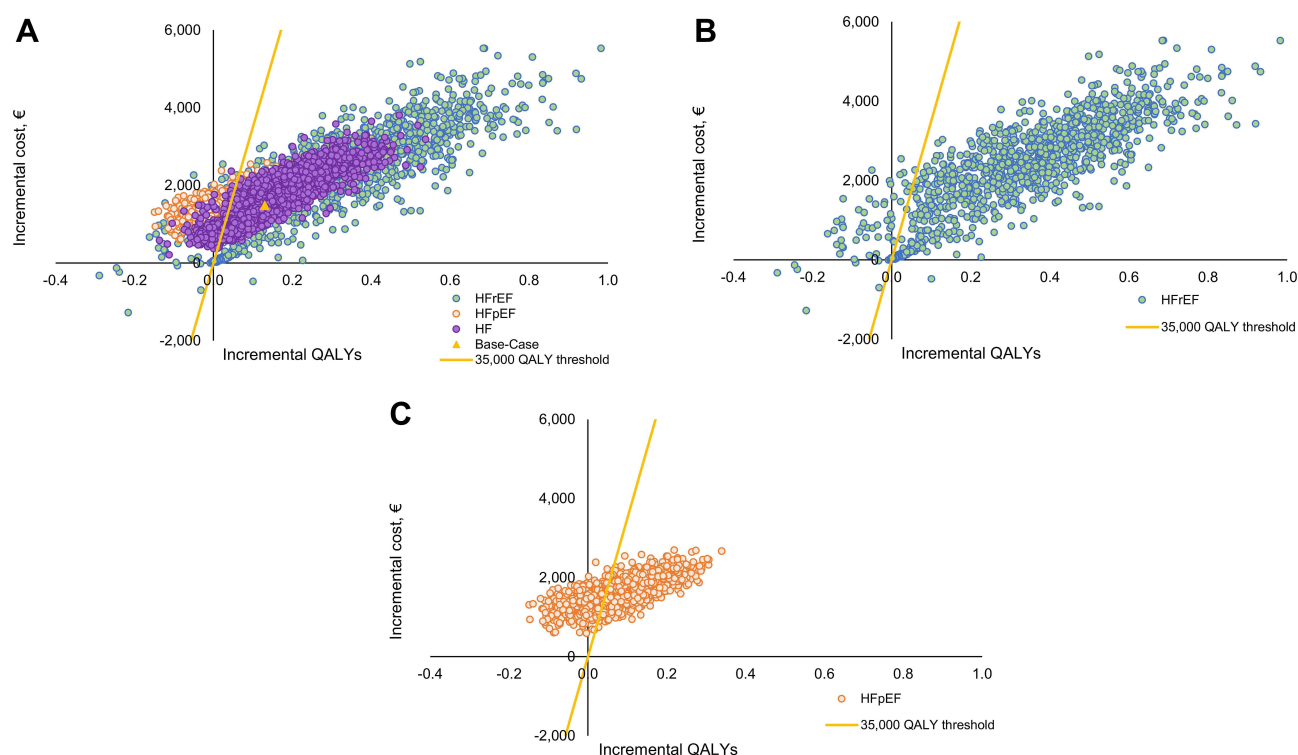 A
6,000
4,000
2,000
0
-2,000
-0.4
-0.2
0.0
0.2
0.4
0.6
0.8
1.0
Incremental cost, €
Incremental QALYs
HFrEF
HFpEF
HF
Base-Case
35,000 QALY threshold
B
6,000
4,000
2,000
0
-2,000
-0.4
-0.2
0.0
0.2
0.4
0.6
0.8
1.0
Incremental cost, €
Incremental QALYs
HFrEF
35,000 QALY threshold
C
6,000
4,000
2,000
0
-2,000
-0.4
-0.2
0.0
0.2
0.4
0.6
0.8
1.0
Incremental cost, €
Incremental QALYs
HFpEF
35,000 QALY threshold